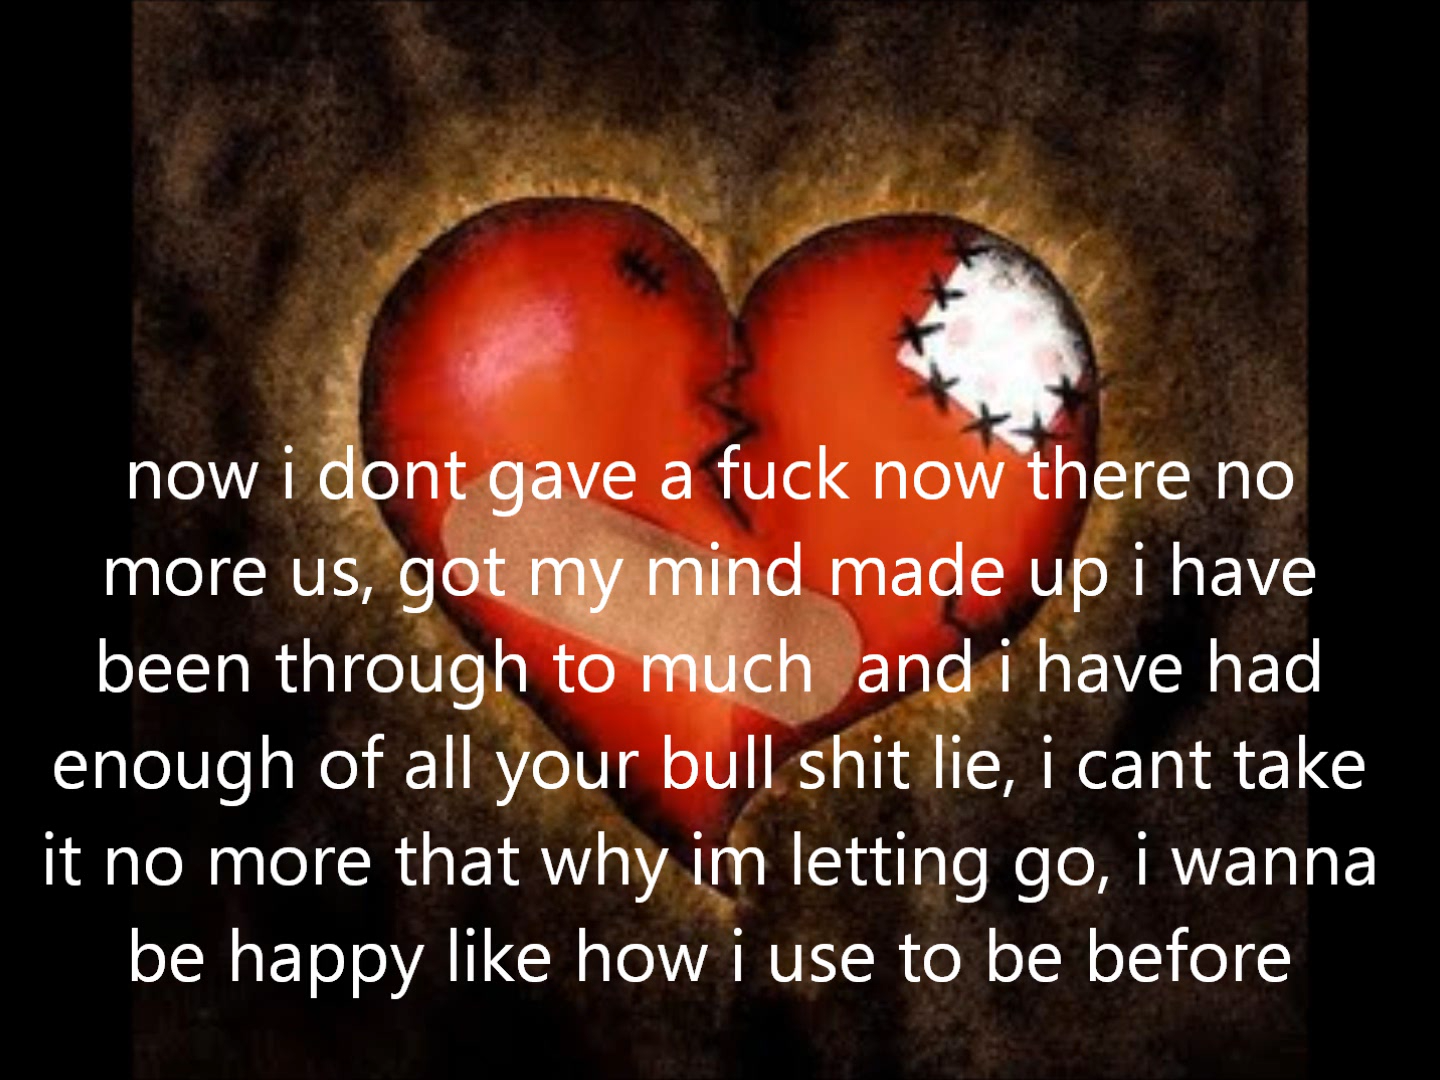 now i dont gave a fuck now there no
more us, got my mind made up i have
been through to much  and i have had
enough of all your bull shit lie, i cant take
it no more that why im letting go, i wanna
be happy like how i use to be before